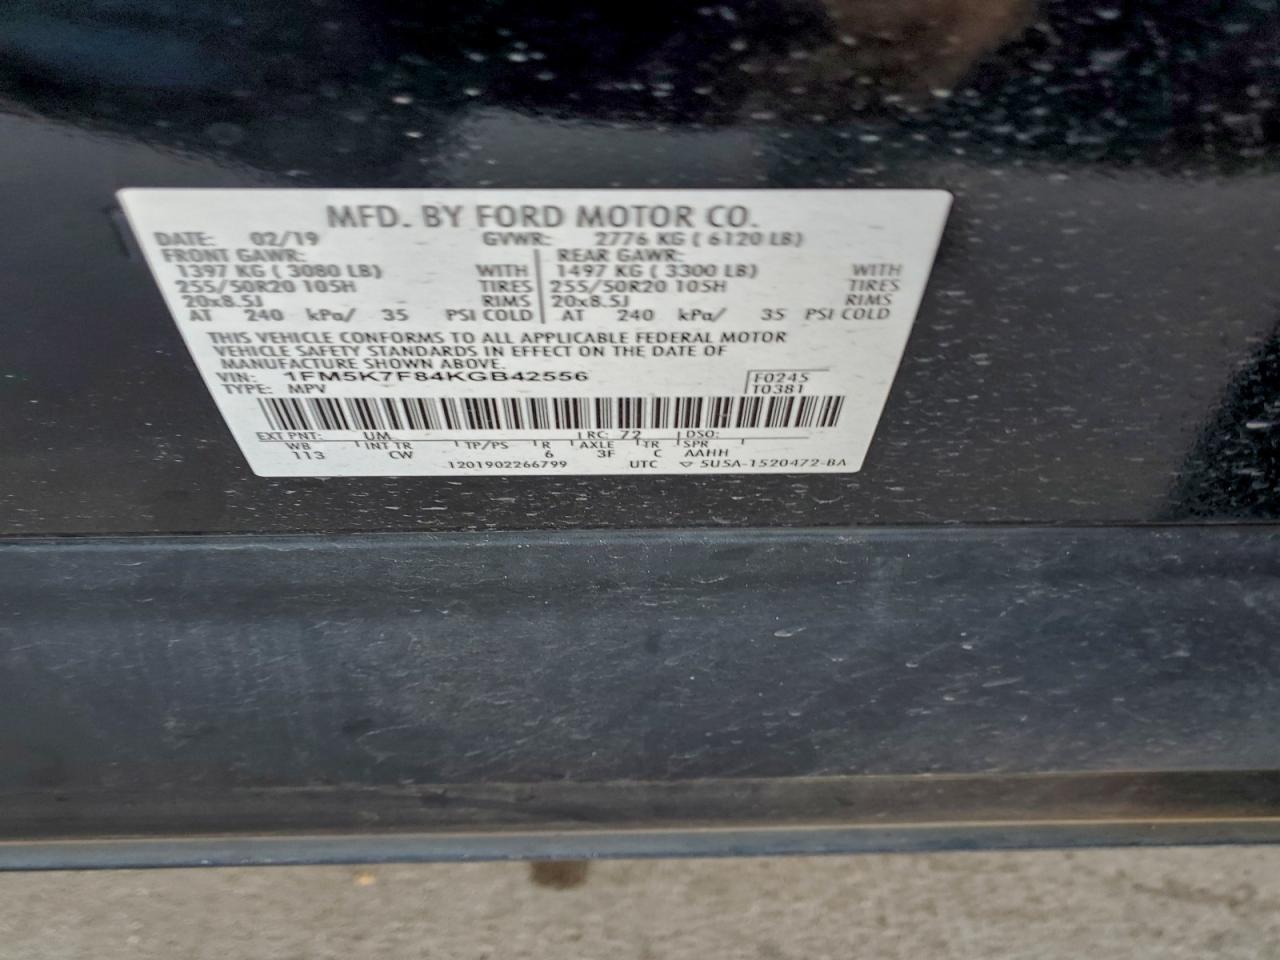 MFD. BY FORD MOTOR CO.
DATE: 02/19 GVWR: 2776 KG ( 6120 LB)
FRONT GAWR: REAR GAWR:
1397 KG ( 3080 LB) WITH 1497 KG ( 3300 LB) WITH
255/50R20 105H TIRES 255/50R20 105H TIRES
20x8.5J RIMS 20x8.5J RIMS
AT 240 kPa/ 35 PSI COLD AT 240 kPa/ 35 PSI COLD
THIS VEHICLE CONFORMS TO ALL APPLICABLE FEDERAL MOTOR
VEHICLE SAFETY STANDARDS IN EFFECT ON THE DATE OF
MANUFACTURE SHOWN ABOVE.
VIN: 1FM5K7F84KGB42556 F0245
TYPE: MPV T0381
EXT PNT: UM RC: 72 DSO:
WB INT TR TP/PS R AXLE TR SPR
113 CW 6 3F C AAHH
1201902266799 UTC ▽ 5U5A-1520472-BA